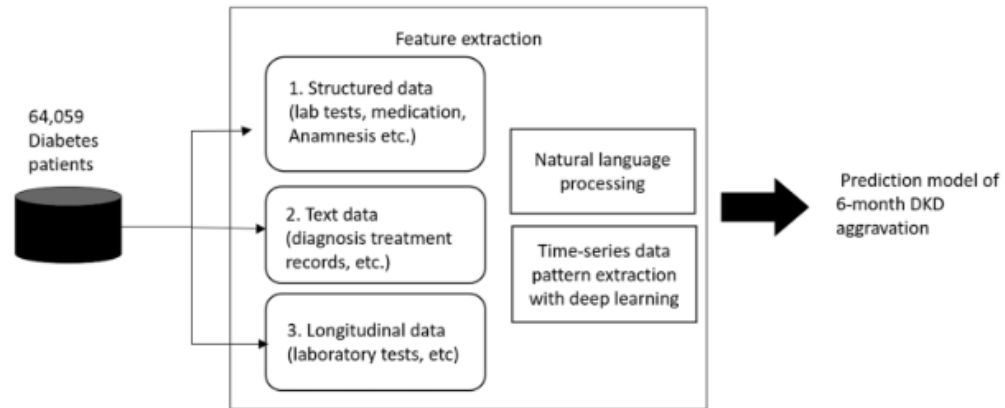 64,059
Diabetes
patients
Feature extraction
1. Structured data
(lab tests, medication,
Anamnesis etc.)
2. Text data
(diagnosis treatment
records, etc.)
3. Longitudinal data
(laboratory tests, etc)
Natural language
processing
Time-series data
pattern extraction
with deep learning
Prediction model of
6-month DKD
aggravation